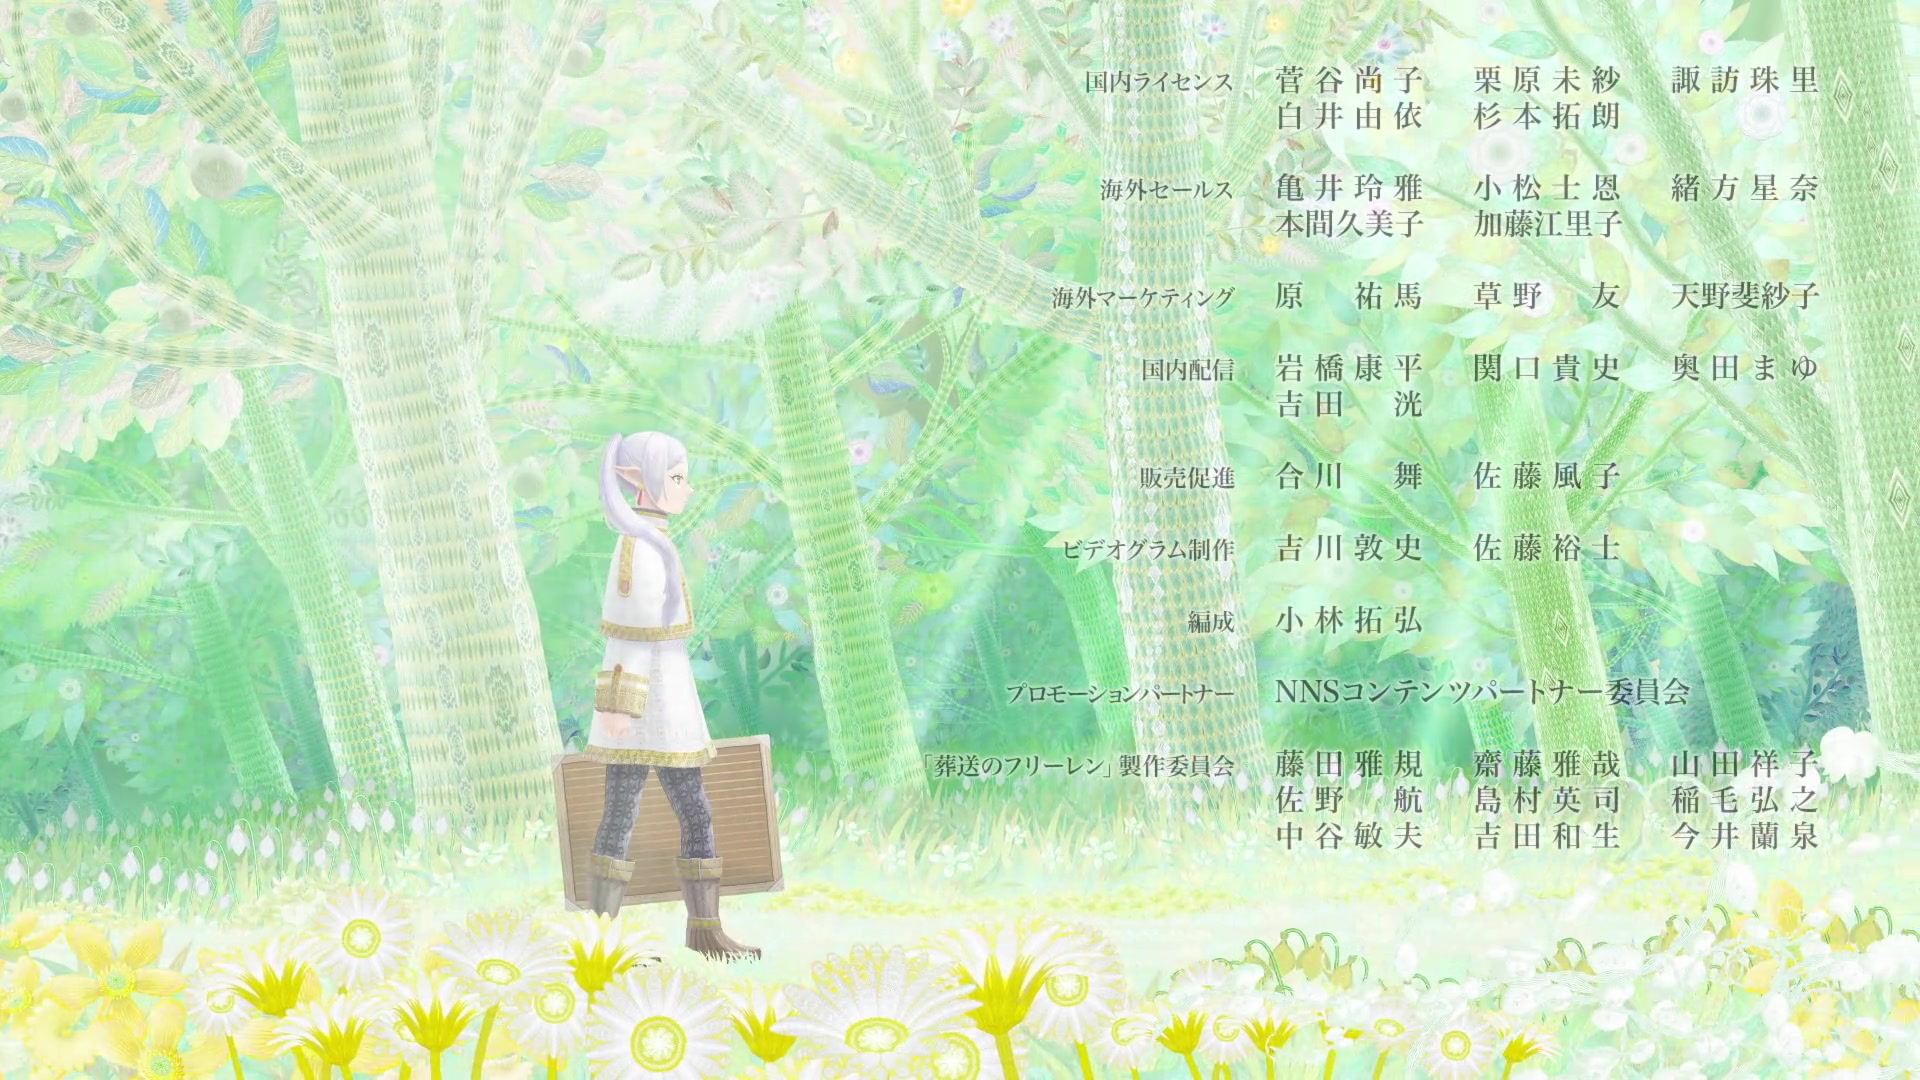 国内ライセンス 菅谷尚子 栗原未紗 諏訪珠里
白井由依 杉本拓朗
海外セールス 亀井玲雅 小松士恩 緒方星奈
本間久美子 加藤江里子
海外マーケティング 原祐馬 草野友 天野斐紗子
国内配信 岩橋康平 関口貴史 奥田まゆ
吉田洸
販売促進 合川舞 佐藤風子
ビデオグラム制作 吉川敦史 佐藤裕士
編成 小林拓弘
プロモーションパートナー NNSコンテンツパートナー委員会
「葬送のフリーレン」製作委員会 藤田雅規 齋藤雅哉 山田祥子
佐野航 島村英司 稲毛弘之
中谷敏夫 吉田和生 今井蘭泉